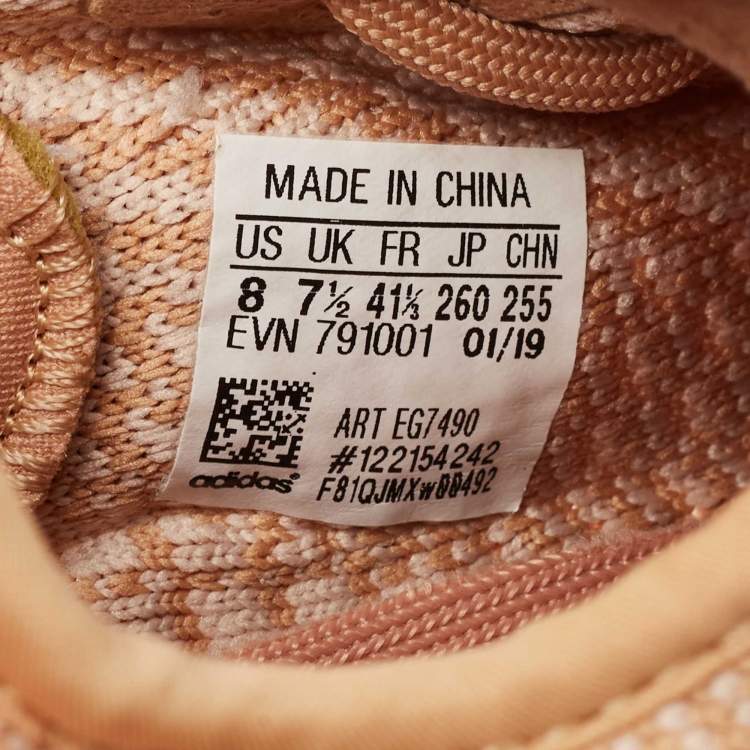 MADE IN CHINA
US UK FR JP CHN
8 7½ 41⅓ 260 255
EVN 791001 01/19
ART EG7490
#122154242
F81QJMXw00492
adidas